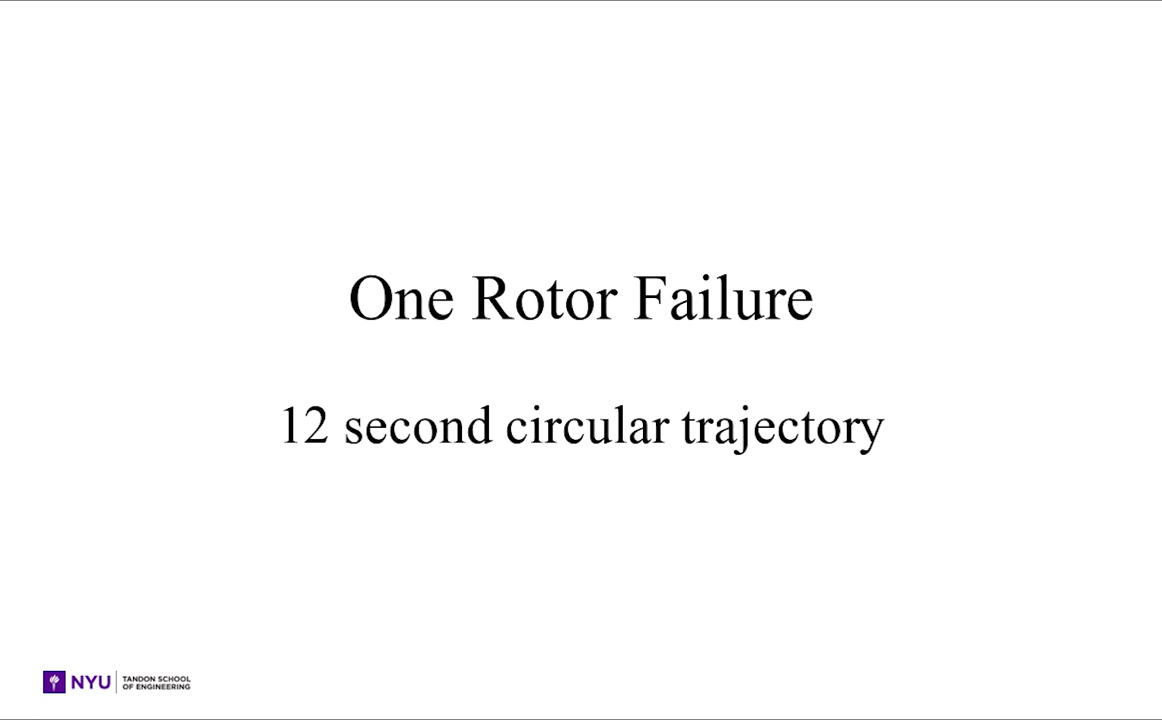 One Rotor Failure
12 second circular trajectory
NYU
TANDON SCHOOL
OF ENGINEERING